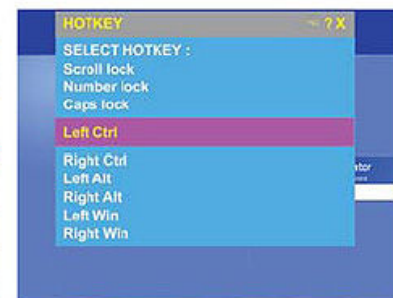 HOTKEY ? X
SELECT HOTKEY :
Scroll lock
Number lock
Caps lock
Left Ctrl
Right Ctrl
Left Alt
Right Alt
Left Win
Right Win